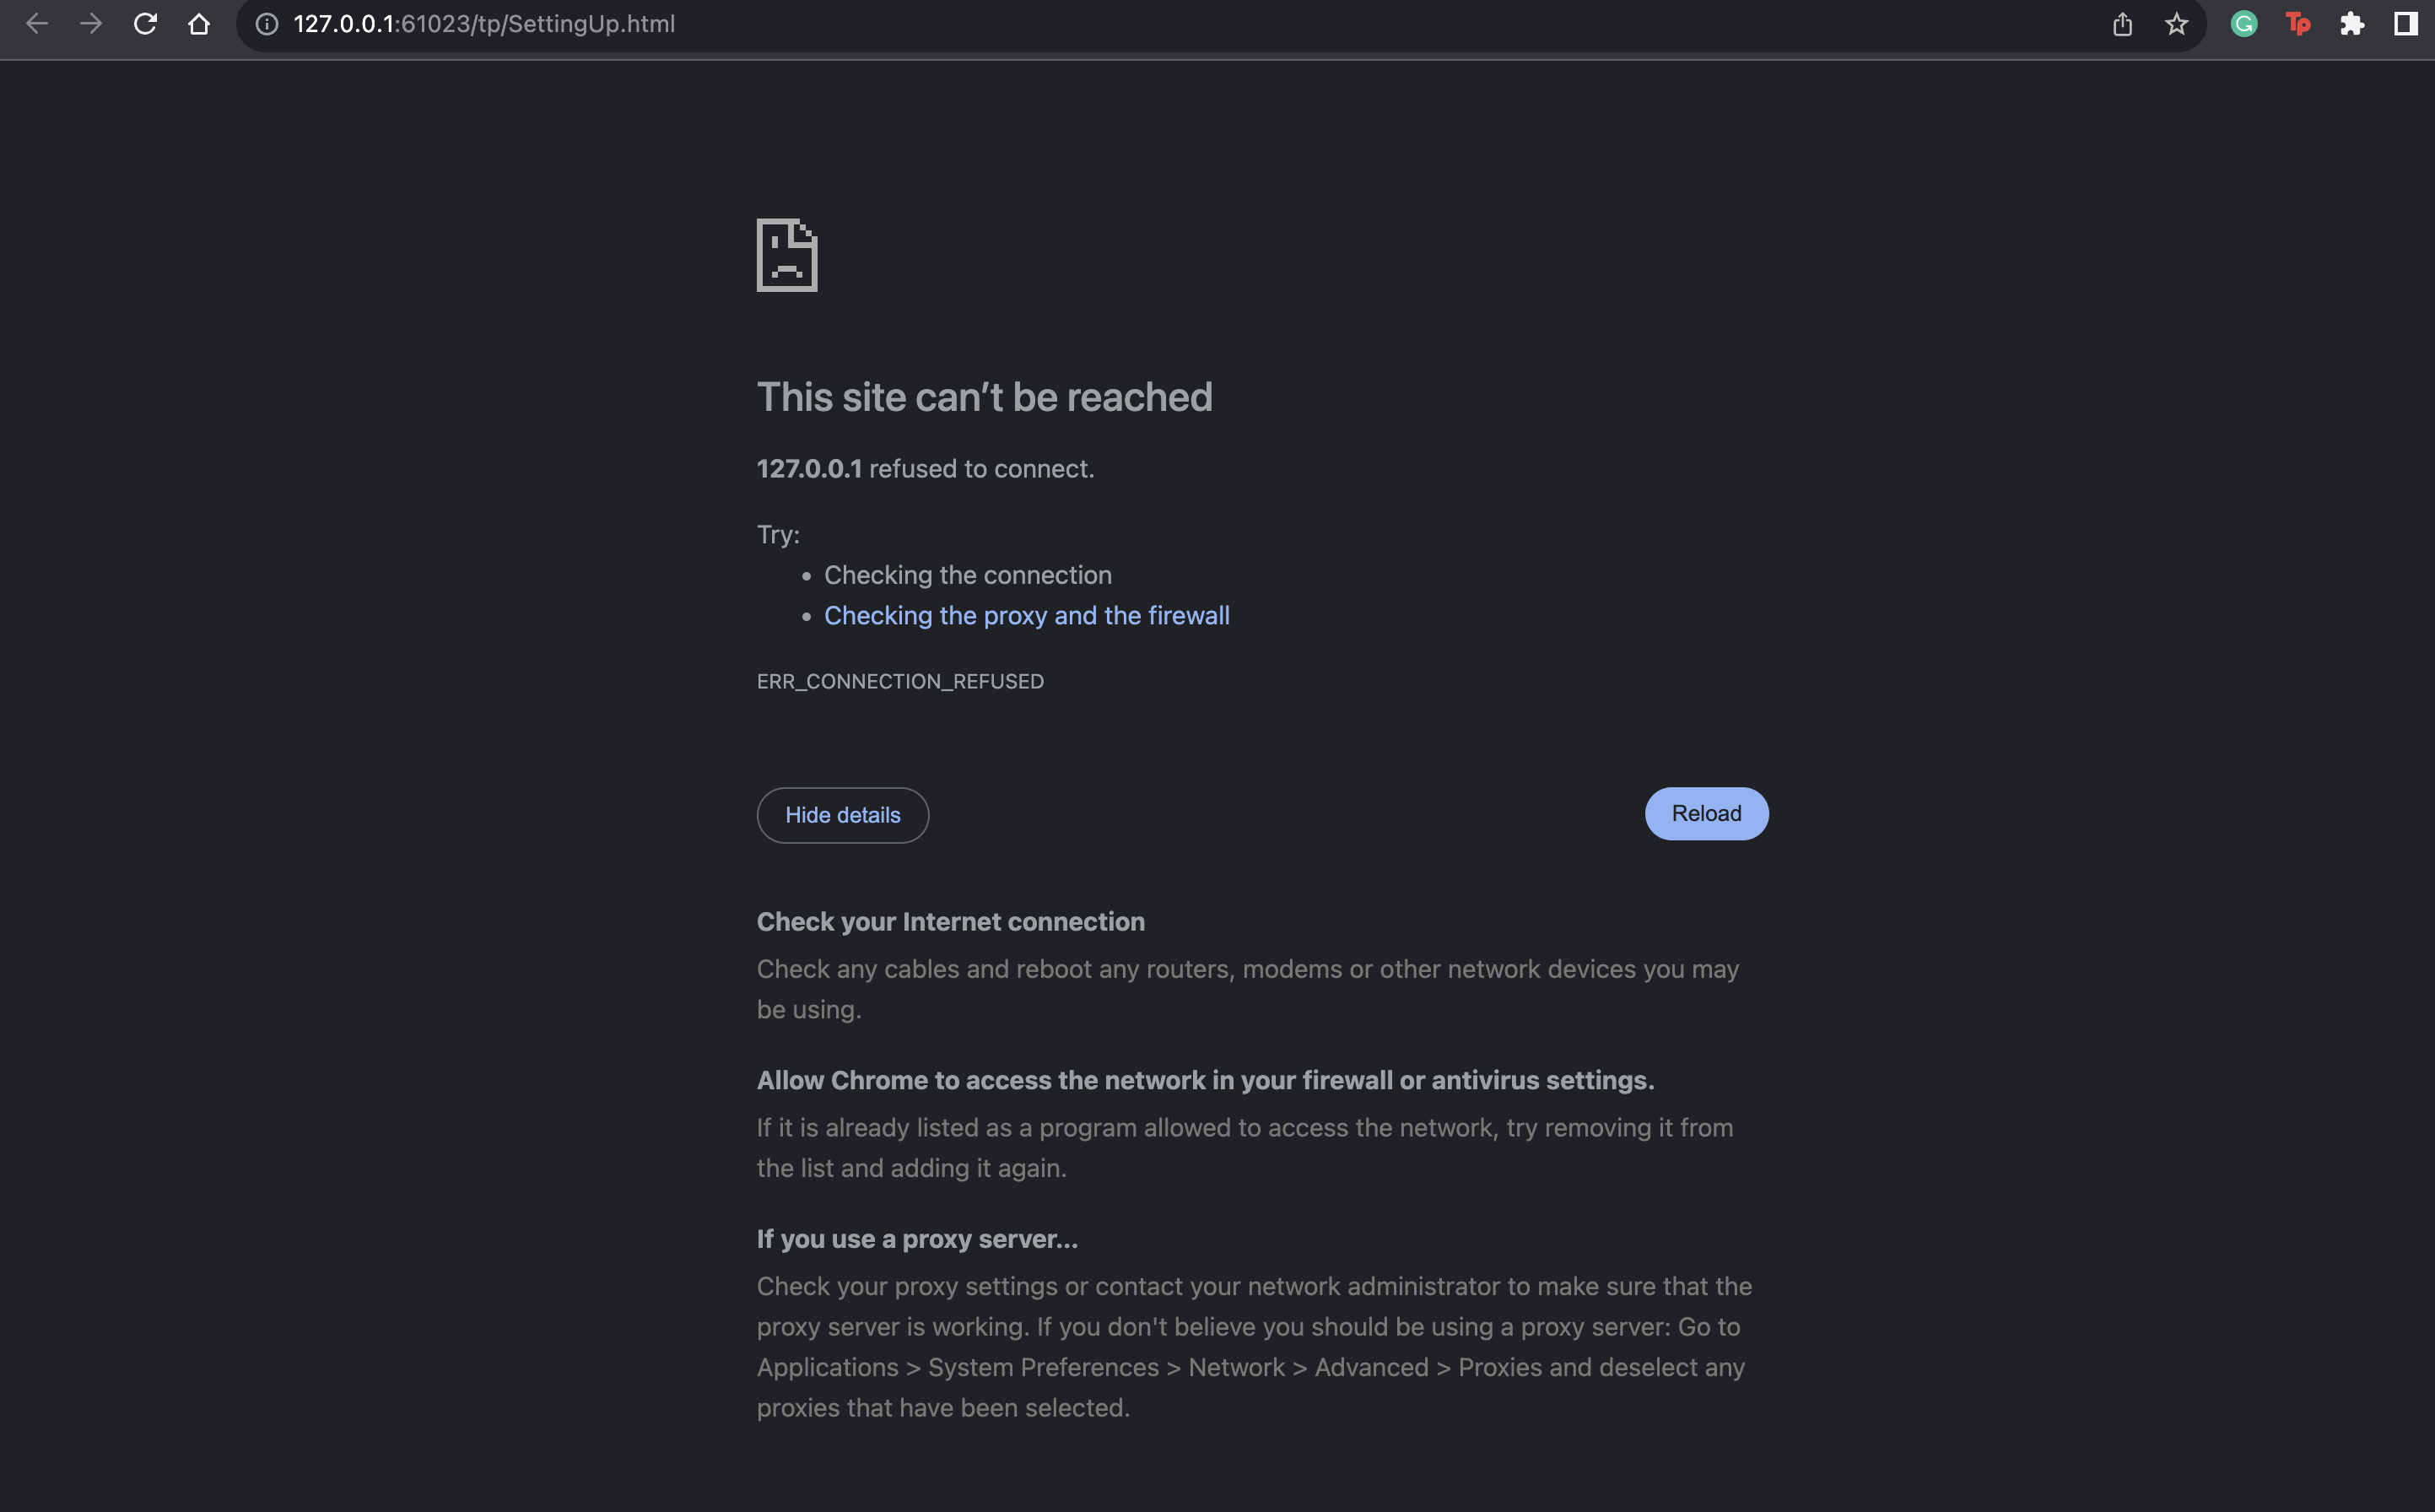 127.0.0.1:61023/tp/SettingUp.html
G
Tp
This site can’t be reached
127.0.0.1 refused to connect.
Try:
• Checking the connection
• Checking the proxy and the firewall
ERR_CONNECTION_REFUSED
Hide details
Reload
Check your Internet connection
Check any cables and reboot any routers, modems or other network devices you may
be using.
Allow Chrome to access the network in your firewall or antivirus settings.
If it is already listed as a program allowed to access the network, try removing it from
the list and adding it again.
If you use a proxy server…
Check your proxy settings or contact your network administrator to make sure that the
proxy server is working. If you don't believe you should be using a proxy server: Go to
Applications > System Preferences > Network > Advanced > Proxies and deselect any
proxies that have been selected.